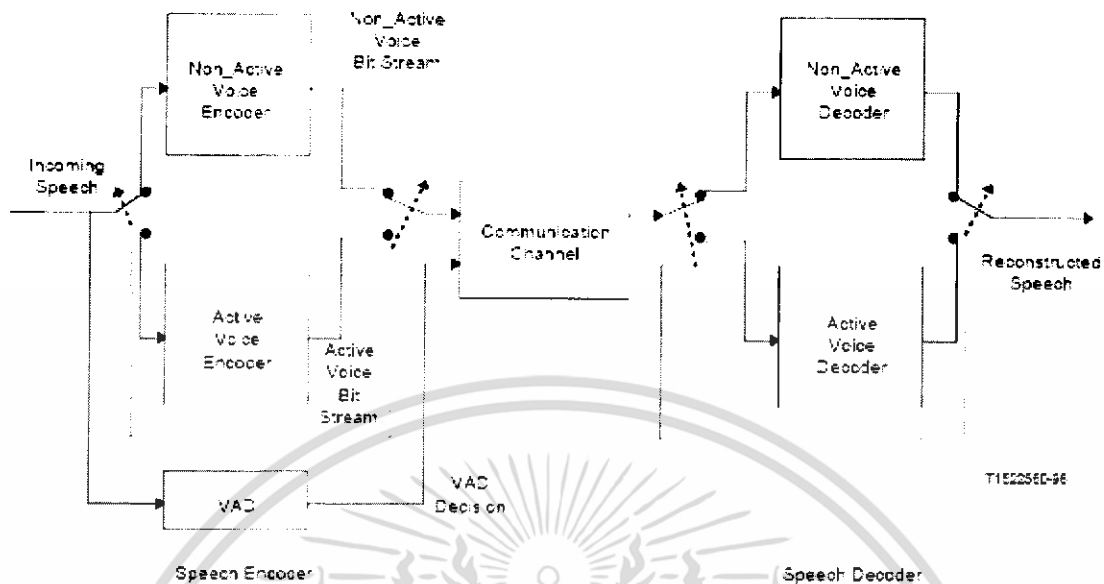 Non_Active
Voice
Bit Stream
Non_Active
Voice
Encoder
Non_Active
Voice
Decoder
Incoming
Speech
Communication
Channel
Reconstructed
Speech
Active
Voice
Encoder
Active
Voice
Bit
Stream
Active
Voice
Decoder
VAD
VAD
Decision
T1522560-96
Speech Encoder
Speech Decoder